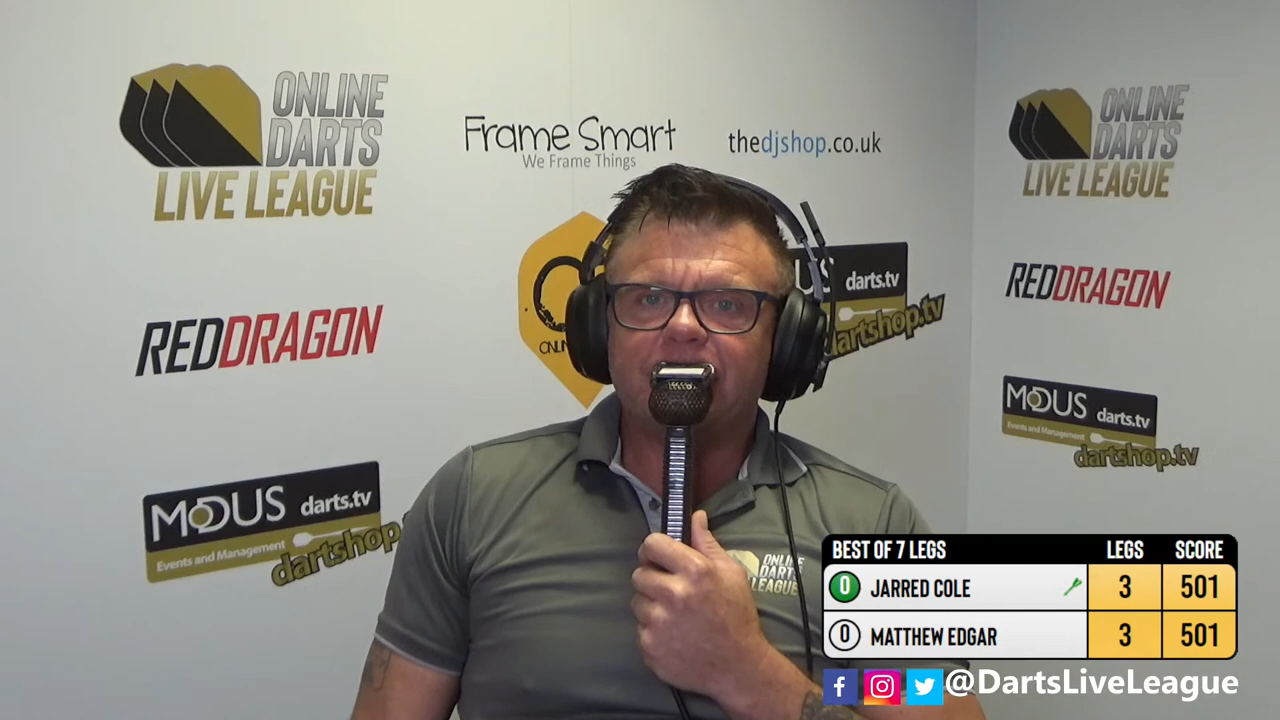 ONLINE
DARTS
LIVE LEAGUE
Frame Smart
We Frame Things
thedjshop.co.uk
ONLINE
DARTS
LIVE LEAGUE
REDDRAGON
US darts.tv
dartshop.tv
REDDRAGON
MODUS darts.tv
Events and Management
dartshop.tv
MODUS darts.tv
Events and Management
dartshop
ONLINE
DARTS
LEAGUE
BEST OF 7 LEGS LEGS SCORE
0 JARRED COLE 3 501
0 MATTHEW EDGAR 3 501
@DartsLiveLeague